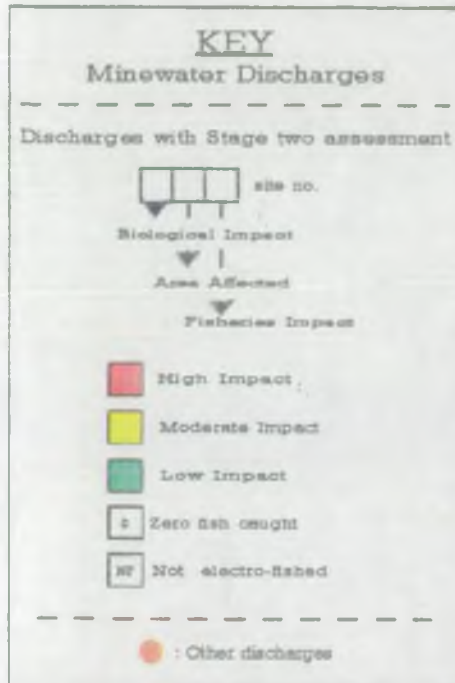 KEY
Minewater Discharges
Discharges with Stage two assessment
site no.
Biological Impact
Area Affected
Fisheries Impact
High Impact
Moderate Impact
Low Impact
Zero fish caught
NF Not electro-fished
: Other discharges